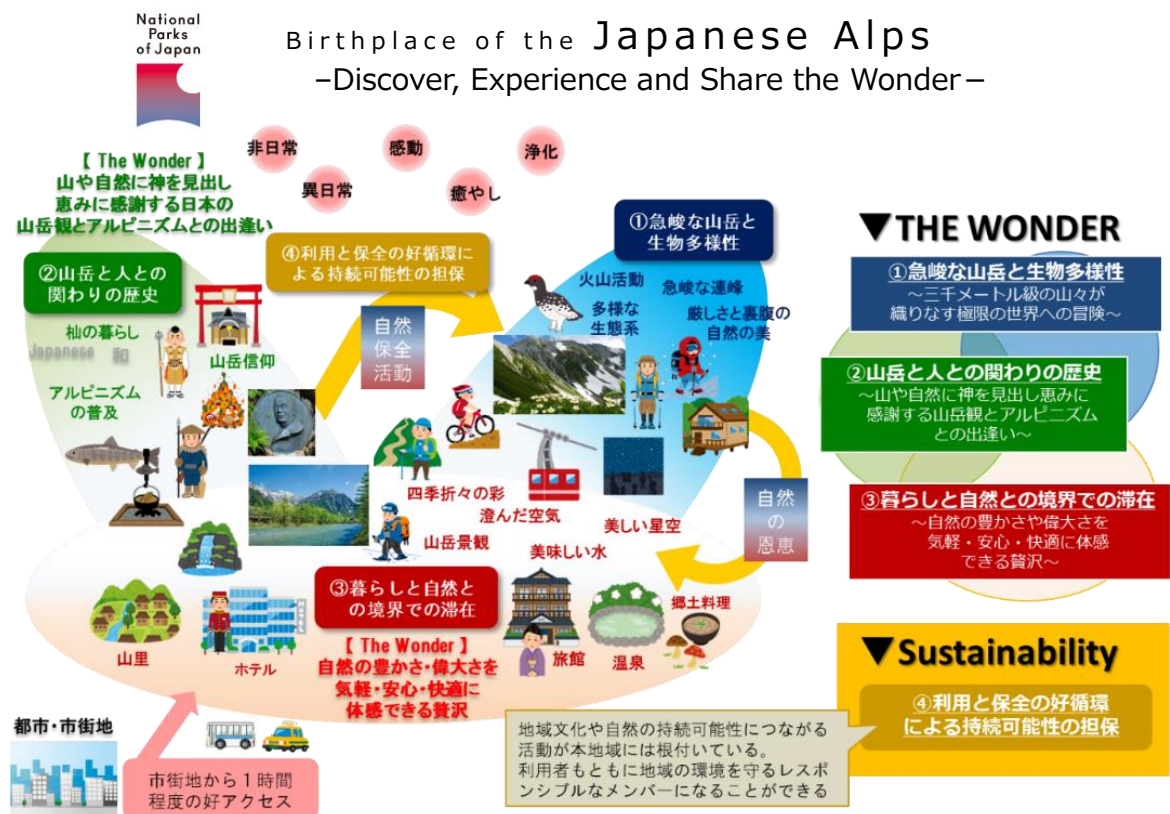 National
Parks
of Japan
Birthplace of the Japanese Alps
–Discover, Experience and Share the Wonder−
【 The Wonder 】
山や自然に神を見出し
恵みに感謝する日本の
山岳観とアルピニズムとの出逢い
非日常
感動
浄化
異日常
癒やし
②山岳と人との
関わりの歴史
④利用と保全の好循環に
よる持続可能性の担保
①急峻な山岳と
生物多様性
杣の暮らし
Japanese 和
山岳信仰
アルピニズム
の普及
自然
保全
活動
火山活動
急峻な連峰
多様な
生態系
厳しさと裏腹の
自然の美
四季折々の彩
澄んだ空気
美しい星空
山岳景観
美味しい水
自然
の
恩恵
③暮らしと自然と
の境界での滞在
【 The Wonder 】
自然の豊かさ・偉大さを
気軽・安心・快適に
体感できる贅沢
山里
HOTEL
ホテル
旅館
温泉
郷土料理
都市・市街地
市街地から1時間
程度の好アクセス
地域文化や自然の持続可能性につながる
活動が本地域には根付いている。
利用者もともに地域の環境を守るレスポ
ンシブルなメンバーになることができる
▼THE WONDER
①急峻な山岳と生物多様性
～三千メートル級の山々が
織りなす極限の世界への冒険～
②山岳と人との関わりの歴史
～山や自然に神を見出し恵みに
感謝する山岳観とアルピニズム
との出逢い～
③暮らしと自然との境界での滞在
～自然の豊かさや偉大さを
気軽・安心・快適に体感
できる贅沢～
▼Sustainability
④利用と保全の好循環
による持続可能性の担保